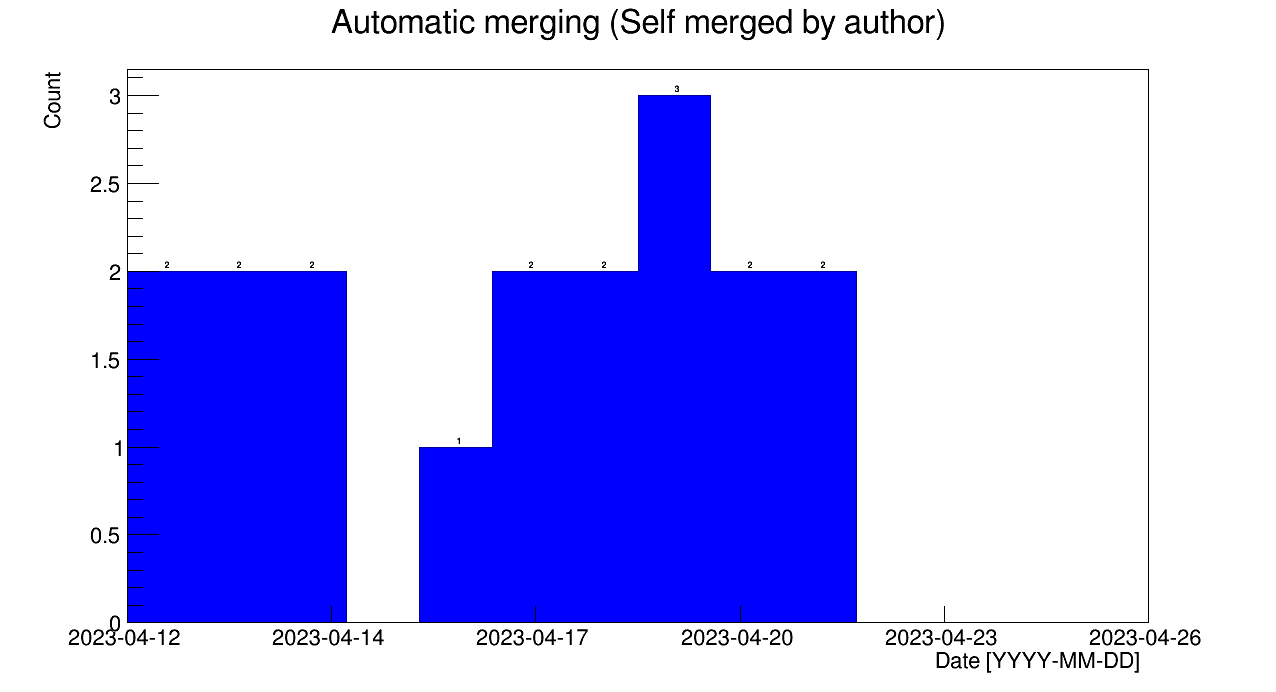 Automatic merging (Self merged by author)
Count
3
3
2.5
2 2 2 2 2 2 2
2
1.5
1
1
0.5
0
2023-04-12 2023-04-14 2023-04-17 2023-04-20 2023-04-23 2023-04-26
Date [YYYY-MM-DD]